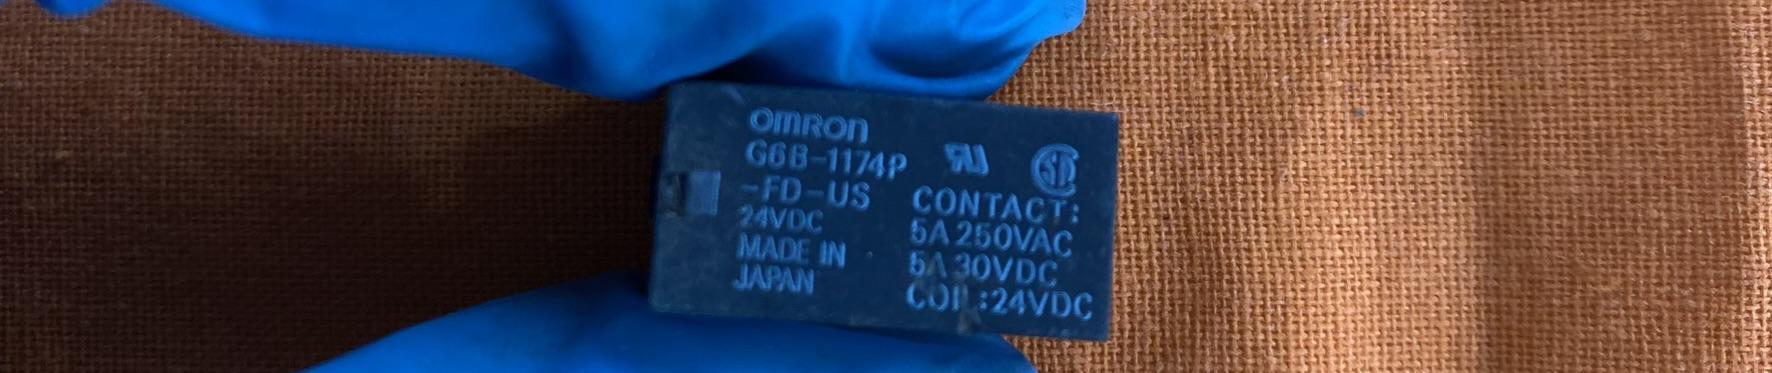 omron
G6B-1174P
-FD-US
24VDC
MADE IN
JAPAN
CONTACT:
5A 250VAC
5A 30VDC
COIL:24VDC